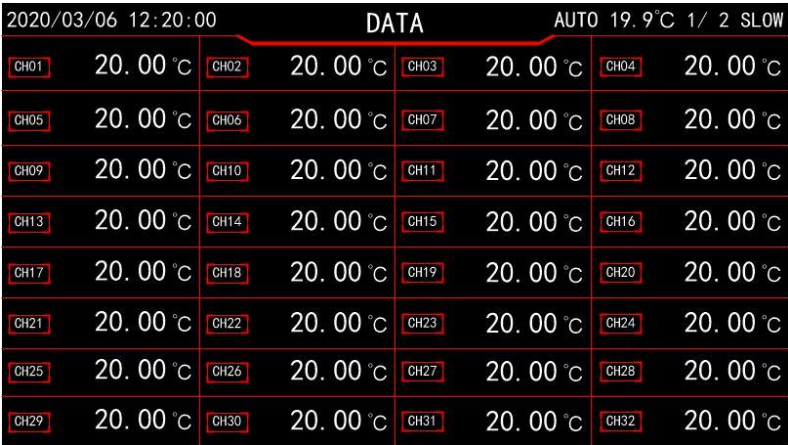 2020/03/06 12:20:00 DATA AUTO 19.9℃ 1/ 2 SLOW
CH01 20.00℃ CH02 20.00℃ CH03 20.00℃ CH04 20.00℃
CH05 20.00℃ CH06 20.00℃ CH07 20.00℃ CH08 20.00℃
CH09 20.00℃ CH10 20.00℃ CH11 20.00℃ CH12 20.00℃
CH13 20.00℃ CH14 20.00℃ CH15 20.00℃ CH16 20.00℃
CH17 20.00℃ CH18 20.00℃ CH19 20.00℃ CH20 20.00℃
CH21 20.00℃ CH22 20.00℃ CH23 20.00℃ CH24 20.00℃
CH25 20.00℃ CH26 20.00℃ CH27 20.00℃ CH28 20.00℃
CH29 20.00℃ CH30 20.00℃ CH31 20.00℃ CH32 20.00℃